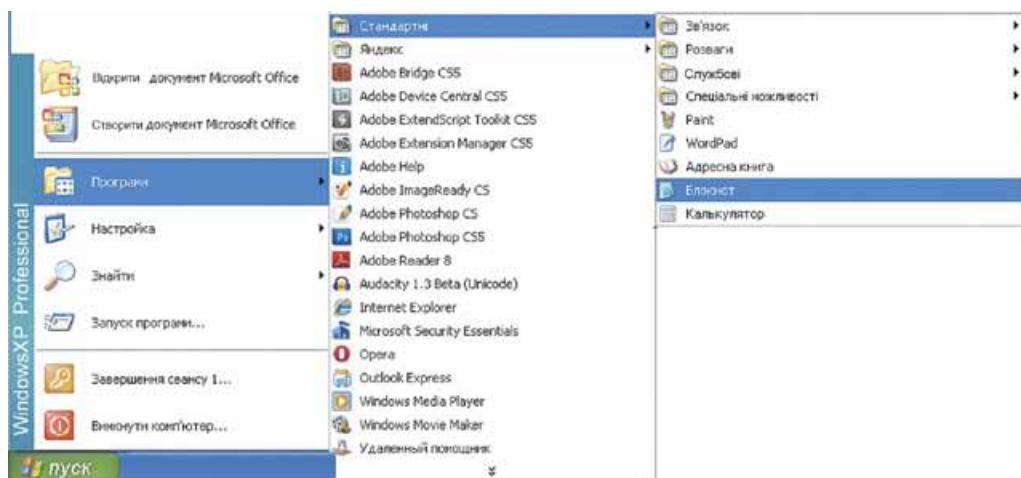 WindowsXP Professional
Відкрити документ Microsoft Office
Створити документ Microsoft Office
Програми
Настройка
Знайти
Запуск програми...
Завершення сеансу 1...
Вимкнути комп'ютер...
пуск
Стандартні
Яндекс
Adobe Bridge CS5
Adobe Device Central CS5
Adobe ExtendScript Toolkit CS5
Adobe Extension Manager CS5
Adobe Help
Adobe ImageReady CS
Adobe Photoshop CS
Adobe Photoshop CS5
Adobe Reader 8
Audacity 1.3 Beta (Unicode)
Internet Explorer
Microsoft Security Essentials
Opera
Outlook Express
Windows Media Player
Windows Movie Maker
Удаленный помощник
Зв'язок
Розваги
Службові
Спеціальні можливості
Paint
WordPad
Адресна книга
Блокнот
Калькулятор